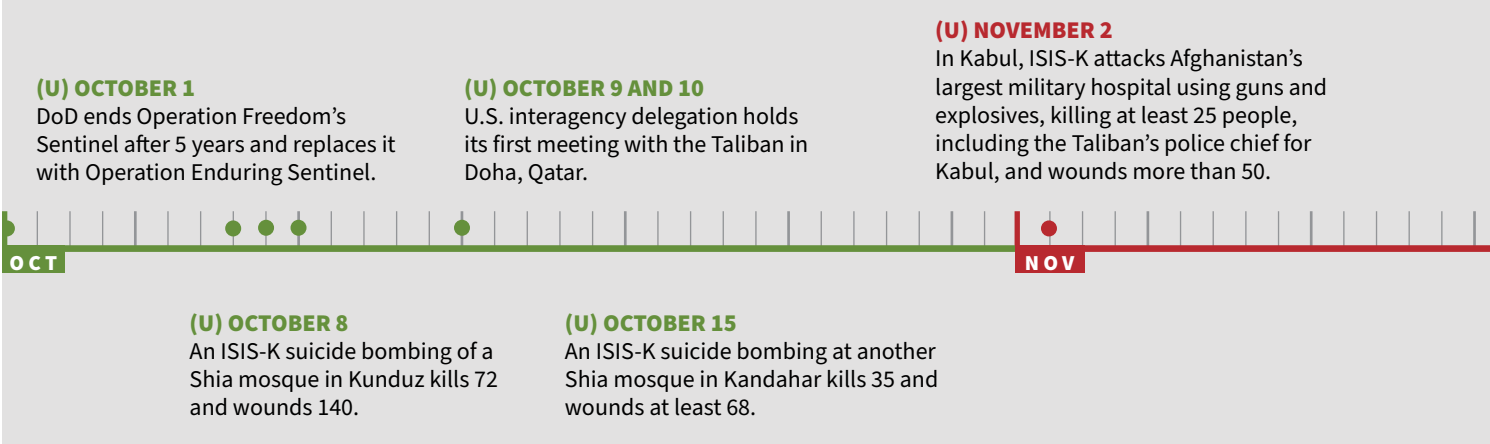 (U) OCTOBER 1
DoD ends Operation Freedom’s
Sentinel after 5 years and replaces it
with Operation Enduring Sentinel.
(U) OCTOBER 9 AND 10
U.S. interagency delegation holds
its first meeting with the Taliban in
Doha, Qatar.
(U) NOVEMBER 2
In Kabul, ISIS-K attacks Afghanistan’s
largest military hospital using guns and
explosives, killing at least 25 people,
including the Taliban’s police chief for
Kabul, and wounds more than 50.
OCT
NOV
(U) OCTOBER 8
An ISIS-K suicide bombing of a
Shia mosque in Kunduz kills 72
and wounds 140.
(U) OCTOBER 15
An ISIS-K suicide bombing at another
Shia mosque in Kandahar kills 35 and
wounds at least 68.